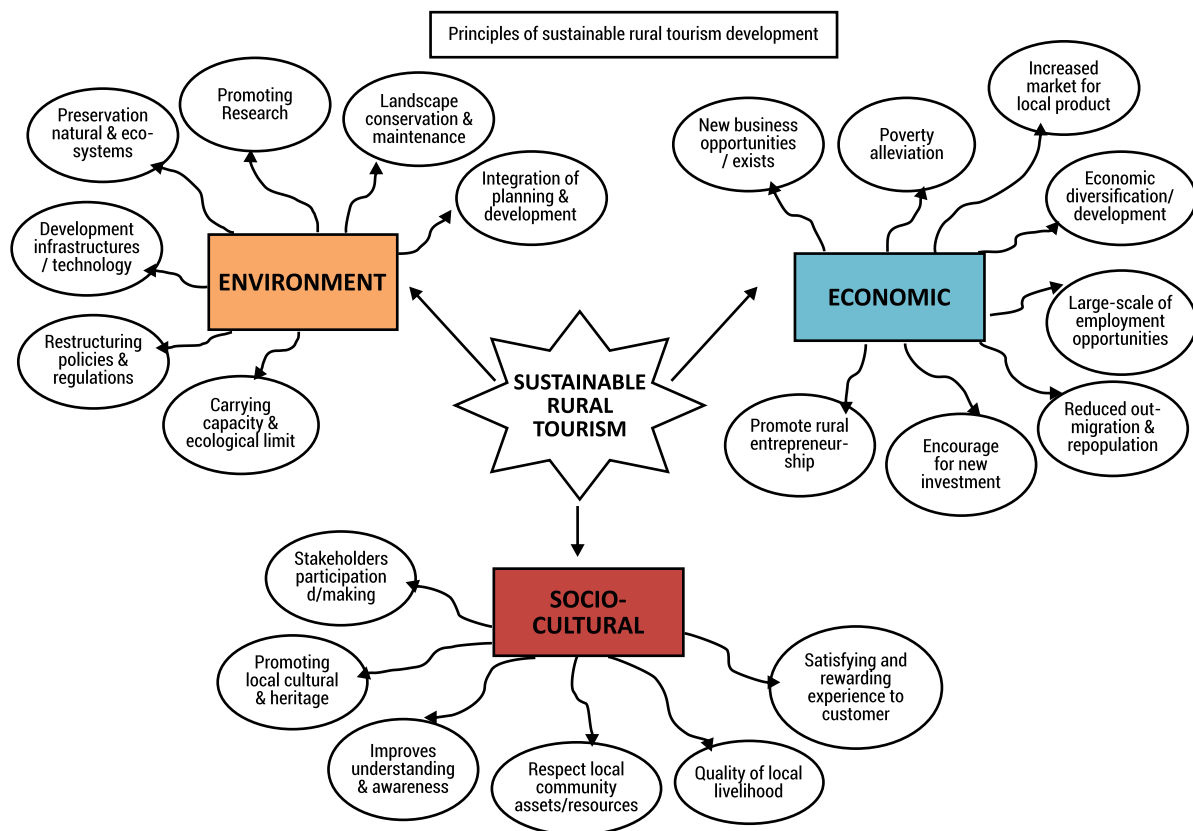 Principles of sustainable rural tourism development
Preservation
natural & eco-
systems
Promoting
Research
Landscape
conservation &
maintenance
Integration of
planning &
development
Development
infrastructures
/ technology
Restructuring
policies &
regulations
Carrying
capacity &
ecological limit
ENVIRONMENT
New business
opportunities
/ exists
Poverty
alleviation
Increased
market for
local product
Economic
diversification/
development
Large-scale of
employment
opportunities
Reduced out-
migration &
repopulation
Encourage
for new
investment
Promote rural
entrepreneur-
ship
ECONOMIC
SUSTAINABLE
RURAL
TOURISM
SOCIO-
CULTURAL
Stakeholders
participation
d/making
Promoting
local cultural
& heritage
Improves
understanding
& awareness
Respect local
community
assets/resources
Quality of local
livelihood
Satisfying and
rewarding
experience to
customer